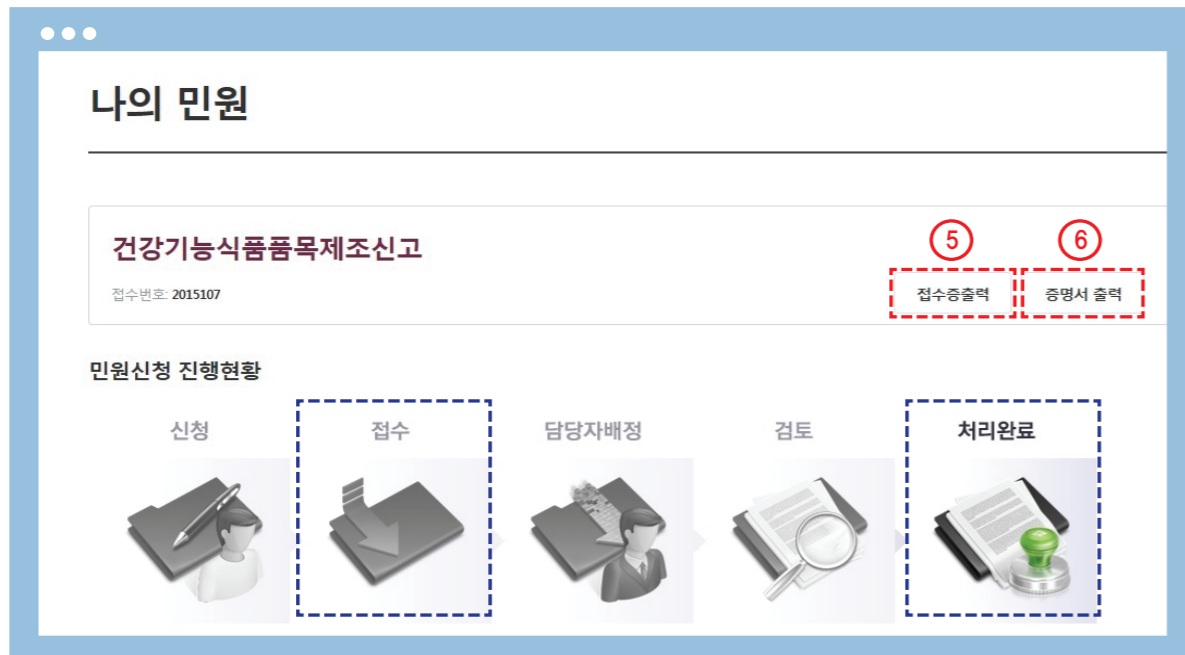 나의 민원
건강기능식품품목제조신고
⑤ ⑥
접수번호: 2015107
접수증출력 증명서 출력
민원신청 진행현황
신청 접수 담당자배정 검토 처리완료